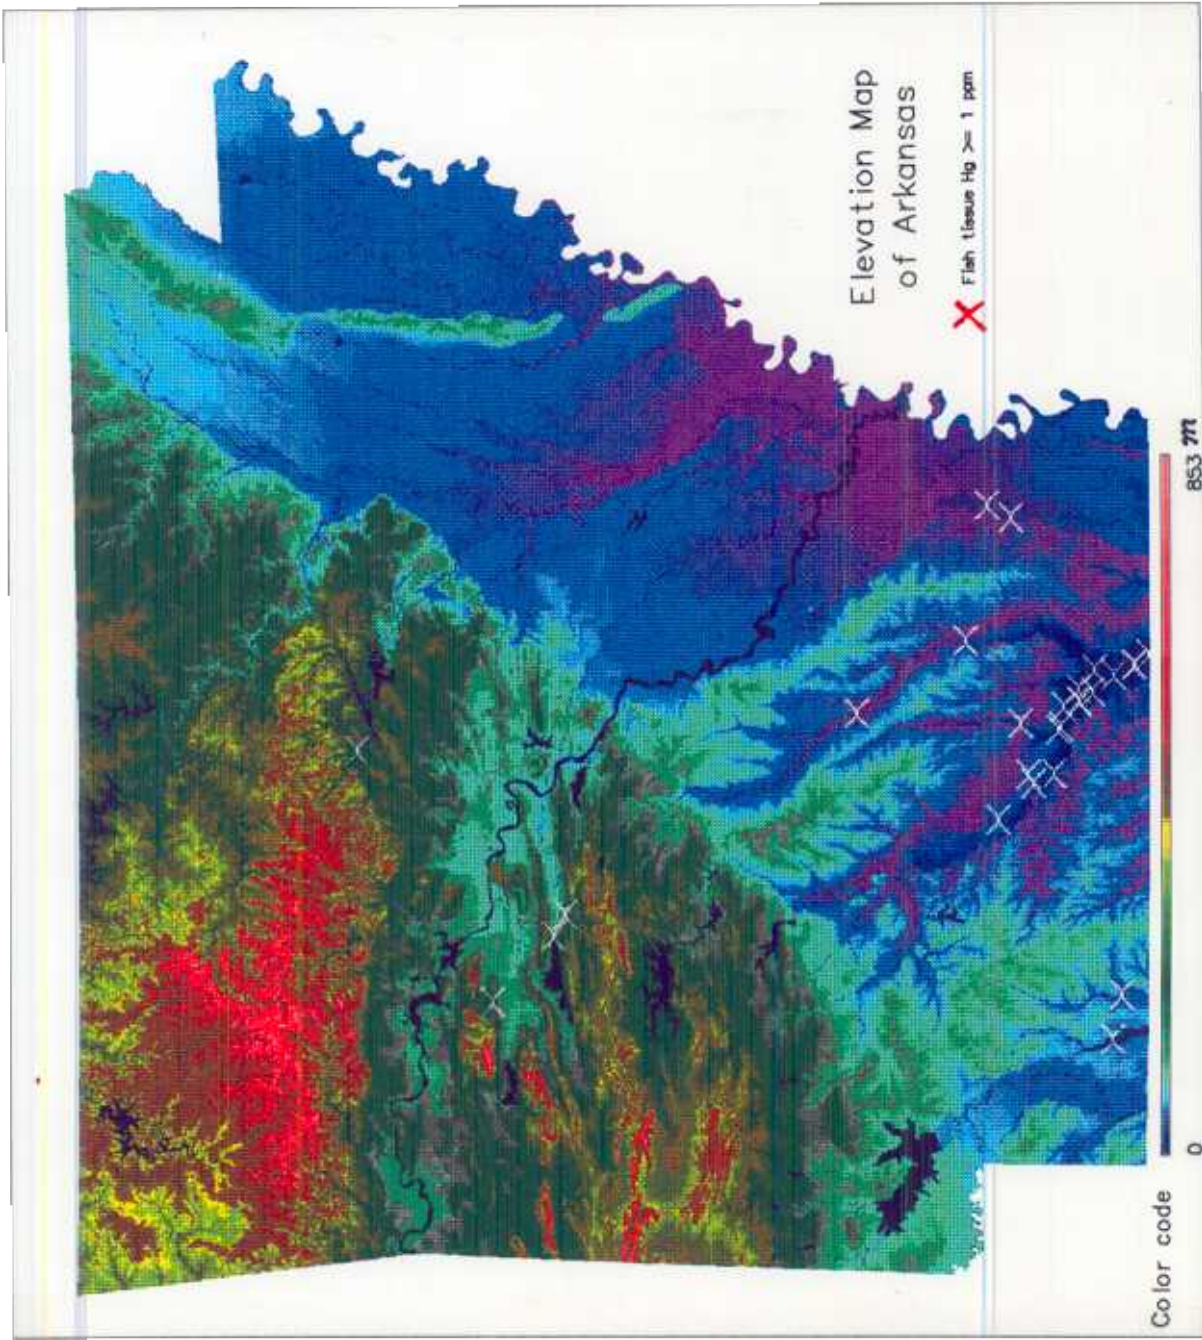 Elevation Map
of Arkansas
X Fish tissue Hg >= 1 ppm
Color code
0
853 m